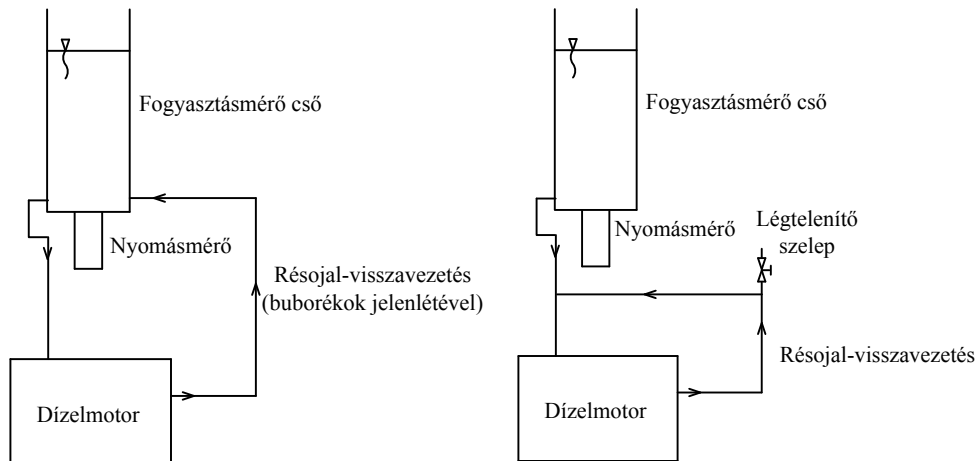 Fogyasztásmérő cső
Nyomásmérő
Résojal-visszavezetés
(buborékok jelenlétével)
Dízelmotor
Fogyasztásmérő cső
Nyomásmérő
Légtelenítő
szelep
Résojal-visszavezetés
Dízelmotor